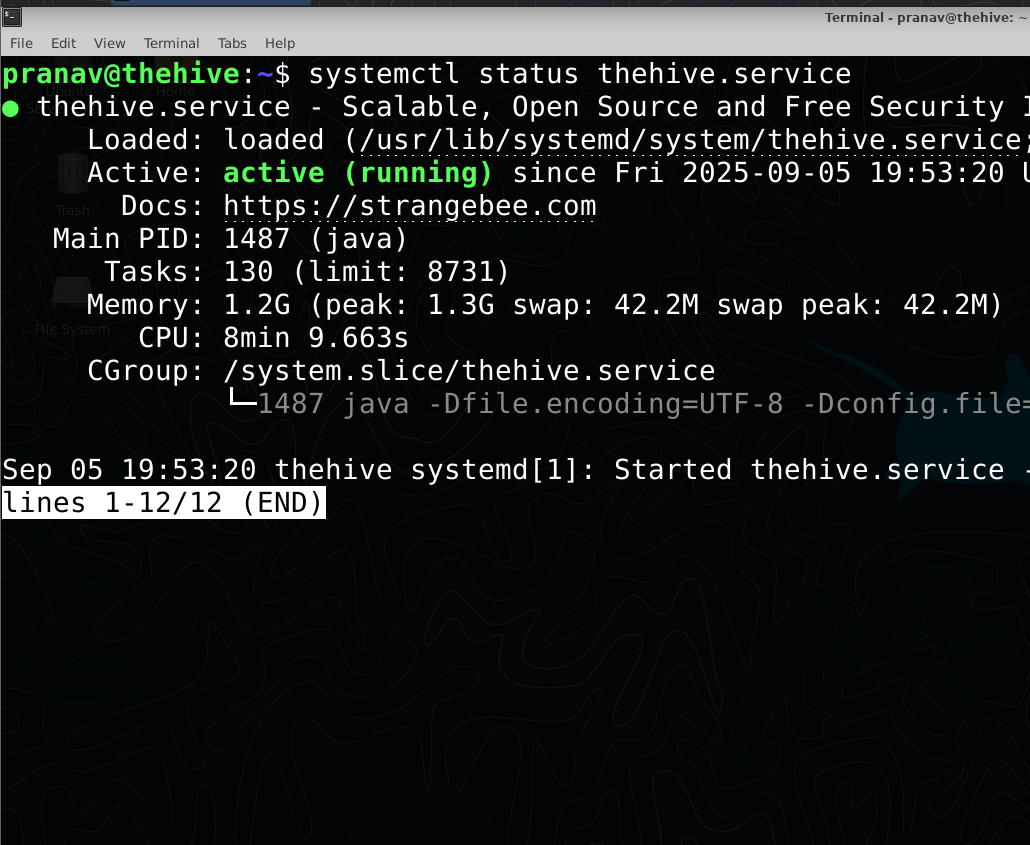 Terminal - pranav@thehive: ~
File Edit View Terminal Tabs Help
pranav@thehive:~$ systemctl status thehive.service
● thehive.service - Scalable, Open Source and Free Security
Loaded: loaded (/usr/lib/systemd/system/thehive.service;
Active: active (running) since Fri 2025-09-05 19:53:20
Docs: https://strangebee.com
Main PID: 1487 (java)
Tasks: 130 (limit: 8731)
Memory: 1.2G (peak: 1.3G swap: 42.2M swap peak: 42.2M)
CPU: 8min 9.663s
CGroup: /system.slice/thehive.service
└─1487 java -Dfile.encoding=UTF-8 -Dconfig.file=
Sep 05 19:53:20 thehive systemd[1]: Started thehive.service -
lines 1-12/12 (END)
Home
Trash
File System